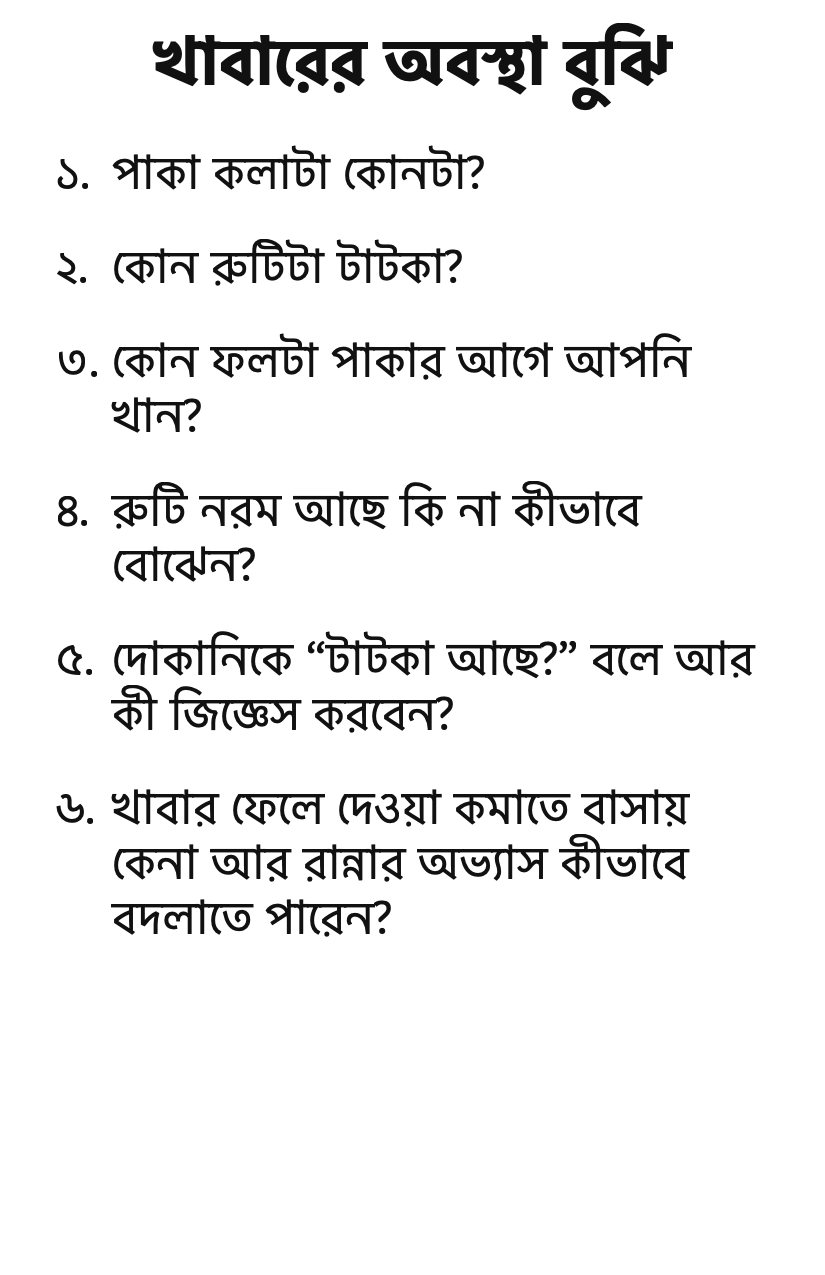 খাবারের অবস্থা বুঝি
১. পাকা কলাটা কোনটা?
২. কোন রুটিটা টাটকা?
৩. কোন ফলটা পাকার আগে আপনি
খান?
৪. রুটি নরম আছে কি না কীভাবে
বোঝেন?
৫. দোকানিকে “টাটকা আছে?” বলে আর
কী জিজ্ঞেস করবেন?
৬. খাবার ফেলে দেওয়া কমাতে বাসায়
কেনা আর রান্নার অভ্যাস কীভাবে
বদলাতে পারেন?